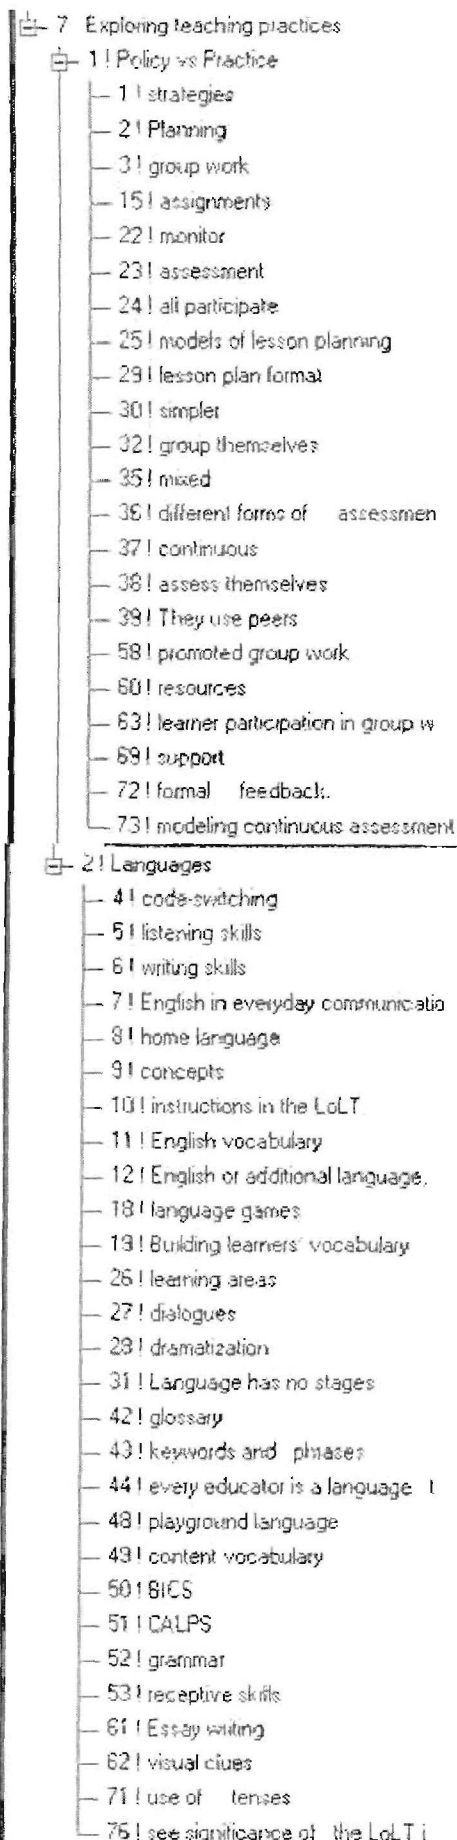 7 Exploring teaching practices
1 ! Policy vs Practice
1 ! strategies
2 ! Planning
3 ! group work
15 ! assignments
22 ! monitor
23 ! assessment
24 ! all participate
25 ! models of lesson planning
29 ! lesson plan format
30 ! simpler
32 ! group themselves
35 ! mixed
36 ! different forms of assessmen
37 ! continuous
38 ! assess themselves
39 ! They use peers
58 ! promoted group work
60 ! resources
63 ! learner participation in group w
69 ! support
72 ! formal feedback.
73 ! modeling continuous assessment
2 ! Languages
4 ! code-switching
5 ! listening skills
6 ! writing skills
7 ! English in everyday communicatio
8 ! home language
9 ! concepts
10 ! instructions in the LoLT
11 ! English vocabulary
12 ! English or additional language.
18 ! language games
19 ! Building learners' vocabulary
26 ! learning areas
27 ! dialogues
28 ! dramatization
31 ! Language has no stages
42 ! glossary
43 ! keywords and phrases
44 ! every educator is a language t
48 ! playground language
49 ! content vocabulary
50 ! BICS
51 ! CALPS
52 ! grammar
53 ! receptive skills
61 ! Essay writing
62 ! visual clues
71 ! use of tenses
76 ! see significance of the LoLT i